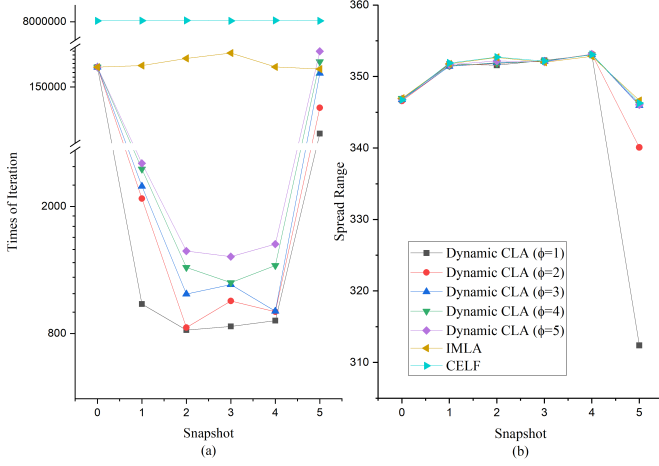 8000000
150000
2000
800
Times of Iteration
0 1 2 3 4 5
Snapshot
(a)
360
350
340
330
320
310
Spread Range
Dynamic CLA (ϕ=1)
Dynamic CLA (ϕ=2)
Dynamic CLA (ϕ=3)
Dynamic CLA (ϕ=4)
Dynamic CLA (ϕ=5)
IMLA
CELF
0 1 2 3 4 5
Snapshot
(b)